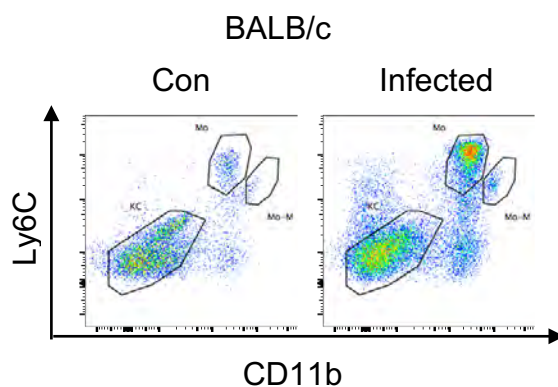 BALB/c
Con Infected
Ly6C
Mo
KC
Mo-M
Mo
KC
Mo-M
CD11b